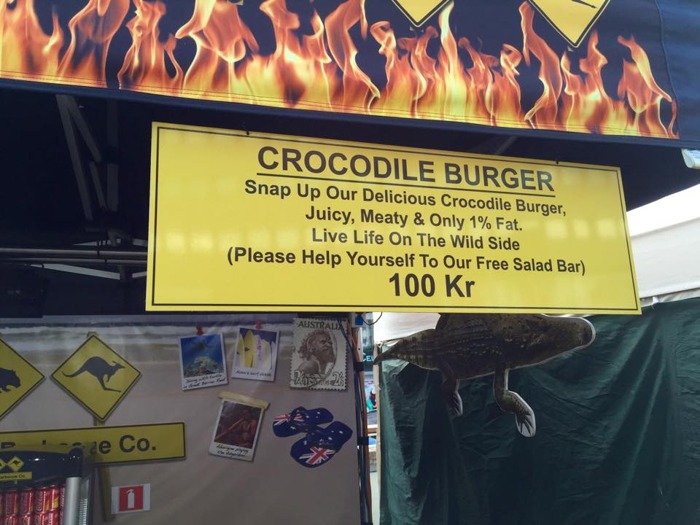 CROCODILE BURGER
Snap Up Our Delicious Crocodile Burger,
Juicy, Meaty & Only 1% Fat.
Live Life On The Wild Side
(Please Help Yourself To Our Free Salad Bar)
100 Kr
AUSTRALIA
Co.